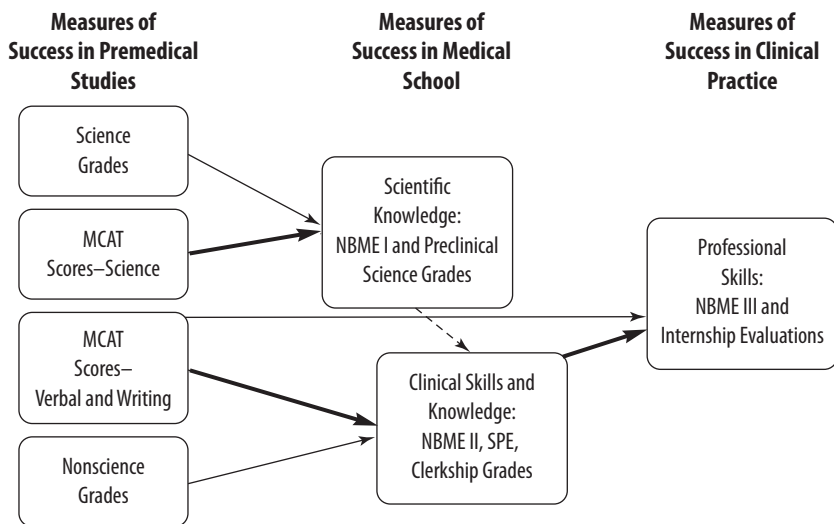 Measures of
Success in Premedical
Studies
Measures of
Success in Medical
School
Measures of
Success in Clinical
Practice
Science
Grades
MCAT
Scores–Science
MCAT
Scores–
Verbal and Writing
Nonscience
Grades
Scientific
Knowledge:
NBME I and Preclinical
Science Grades
Clinical Skills and
Knowledge:
NBME II, SPE,
Clerkship Grades
Professional
Skills:
NBME III and
Internship Evaluations